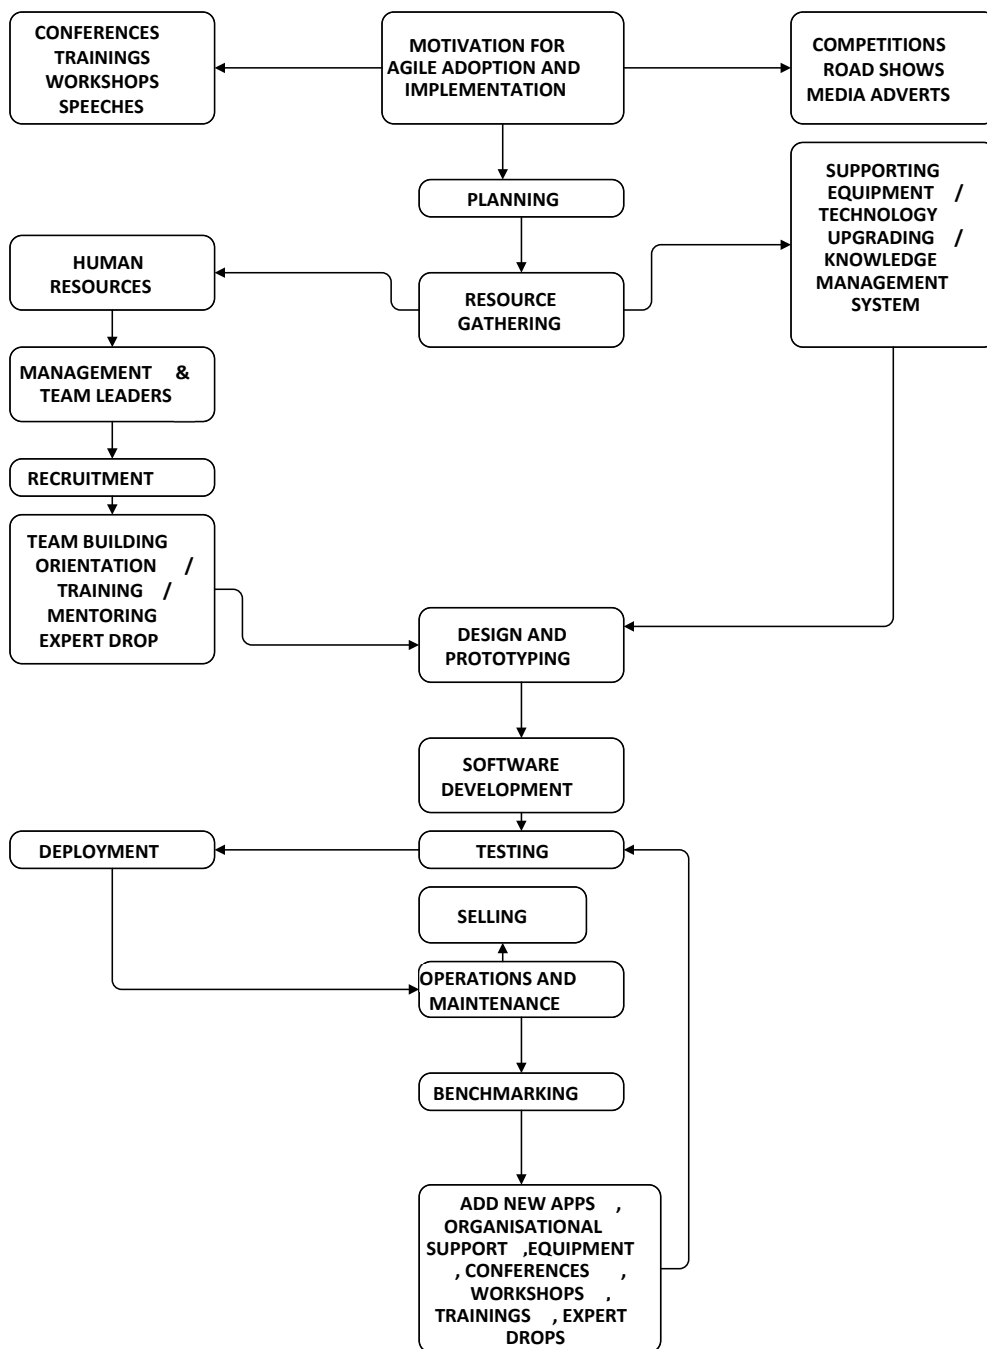 CONFERENCES
TRAININGS
WORKSHOPS
SPEECHES
MOTIVATION FOR
AGILE ADOPTION AND
IMPLEMENTATION
COMPETITIONS
ROAD SHOWS
MEDIA ADVERTS
PLANNING
SUPPORTING
EQUIPMENT /
TECHNOLOGY
UPGRADING /
KNOWLEDGE
MANAGEMENT
SYSTEM
HUMAN
RESOURCES
RESOURCE
GATHERING
MANAGEMENT &
TEAM LEADERS
RECRUITMENT
TEAM BUILDING
ORIENTATION /
TRAINING /
MENTORING
EXPERT DROP
DESIGN AND
PROTOTYPING
SOFTWARE
DEVELOPMENT
DEPLOYMENT
TESTING
SELLING
OPERATIONS AND
MAINTENANCE
BENCHMARKING
ADD NEW APPS ,
ORGANISATIONAL
SUPPORT ,EQUIPMENT
, CONFERENCES ,
WORKSHOPS ,
TRAININGS , EXPERT
DROPS